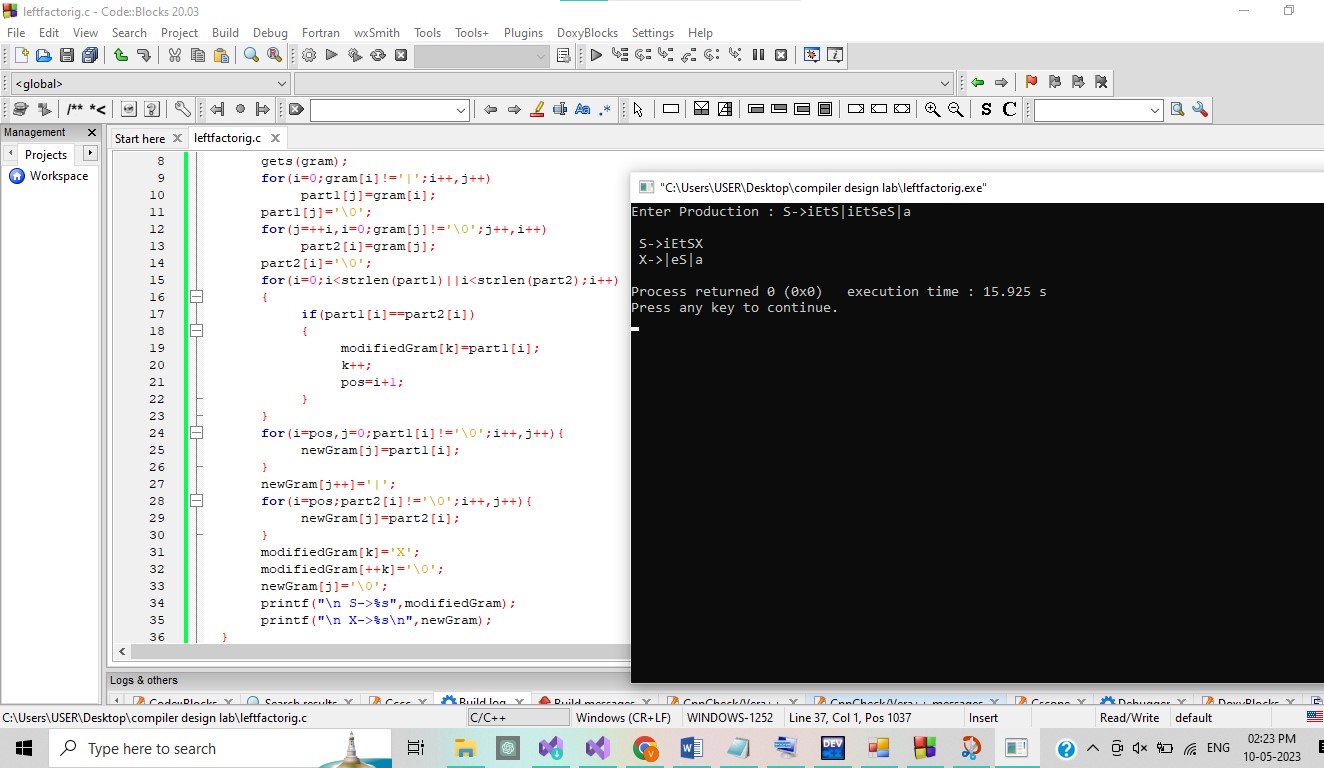 leftfactorig.c - Code::Blocks 20.03
File Edit View Search Project Build Debug Fortran wxSmith Tools Tools+ Plugins DoxyBlocks Settings Help
<global>
/** *<
Aa .*
S C
Management
Projects
Workspace
Start here
leftfactorig.c
8 gets(gram);
9 for(i=0;gram[i]!='|';i++,j++)
10 part1[j]=gram[i];
11 part1[j]='\0';
12 for(j=++i,i=0;gram[j]!='\0';j++,i++)
13 part2[i]=gram[j];
14 part2[i]='\0';
15 for(i=0;i<strlen(part1)||i<strlen(part2);i++)
16 {
17 if(part1[i]==part2[i])
18 {
19 modifiedGram[k]=part1[i];
20 k++;
21 pos=i+1;
22 }
23 }
24 for(i=pos,j=0;part1[i]!='\0';i++,j++){
25 newGram[j]=part1[i];
26 }
27 newGram[j++]='|';
28 for(i=pos;part2[i]!='\0';i++,j++){
29 newGram[j]=part2[i];
30 }
31 modifiedGram[k]='X';
32 modifiedGram[++k]='\0';
33 newGram[j]='\0';
34 printf("\n S->%s",modifiedGram);
35 printf("\n X->%s\n",newGram);
36 }
"C:\Users\USER\Desktop\compiler design lab\leftfactorig.exe"
Enter Production : S->iEtS|iEtSeS|a
S->iEtSX
X->|eS|a
Process returned 0 (0x0) execution time : 15.925 s
Press any key to continue.
Logs & others
Code::Blocks Search results Cccc Build log Build messages CppCheck/Vera++ CppCheck/Vera++ messages Cscope Debugger DoxyBlocks
C:\Users\USER\Desktop\compiler design lab\leftfactorig.c C/C++ Windows (CR+LF) WINDOWS-1252 Line 37, Col 1, Pos 1037 Insert Read/Write default
Type here to search
DEV
ENG
02:23 PM
10-05-2023